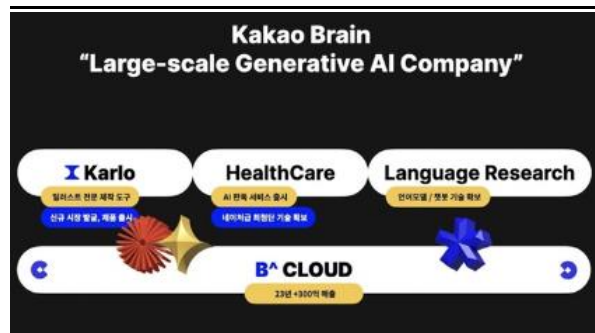 Kakao Brain
“Large-scale Generative AI Company”
Karlo
HealthCare
Language Research
일러스트 전문 제작 도구
AI 판독 서비스 출시
언어모델 / 챗봇 기술 확보
신규 시장 발굴, 제품 출시
네이처급 최첨단 기술 확보
B^ CLOUD
23년 +300억 매출